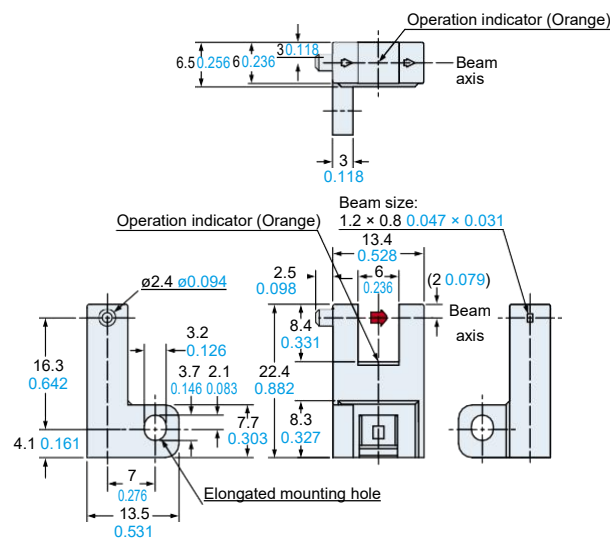 Operation indicator (Orange)
3 0.118
6.5 0.256 6 0.236
Beam
axis
3
0.118
Beam size:
1.2 × 0.8 0.047 × 0.031
Operation indicator (Orange)
13.4
0.528
2.5
0.098
6
0.236
(2 0.079)
ø2.4 ø0.094
Beam
axis
8.4
0.331
3.2
0.126
16.3
0.642
3.7 2.1
0.146 0.083
22.4
0.882
7.7
0.303
8.3
0.327
4.1 0.161
7
0.276
Elongated mounting hole
13.5
0.531